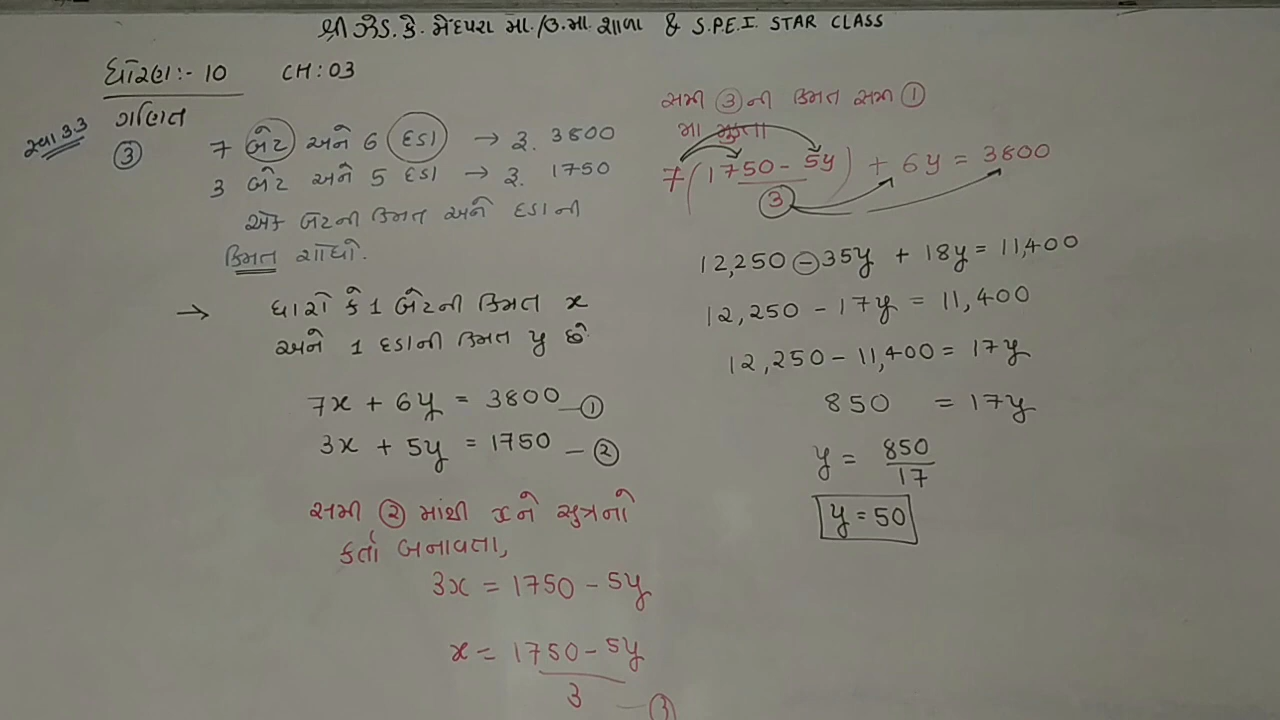 શ્રી ઝેડ.કે. મેંદપરા મા./ઉ.મા. શાળા & S.P.E.I. STAR CLASS
ધોરણ:- 10 CH : 03
ગણિત
સ્વા 3.3
③ 7 બેટ અને 6 દડા → રૂ. 3800
3 બેટ અને 5 દડા → રૂ. 1750
એક બેટની કિંમત અને દડાની
કિંમત શોધો.
→ ધારો કે 1 બેટની કિંમત x
અને 1 દડાની કિંમત y છે
7x + 6y = 3800 — ①
3x + 5y = 1750 — ②
સમી ② માંથી x ને સુત્રનો
કર્તા બનાવતા,
3x = 1750 - 5y
x = 1750 - 5y
3 — ③
સમી ③ ની કિંમત સમી ①
માં મુકતા
7 ( 1750 - 5y ) + 6y = 3800
3
12,250 - 35y + 18y = 11,400
12,250 - 17y = 11,400
12,250 - 11,400 = 17y
850 = 17y
y = 850
17
y = 50